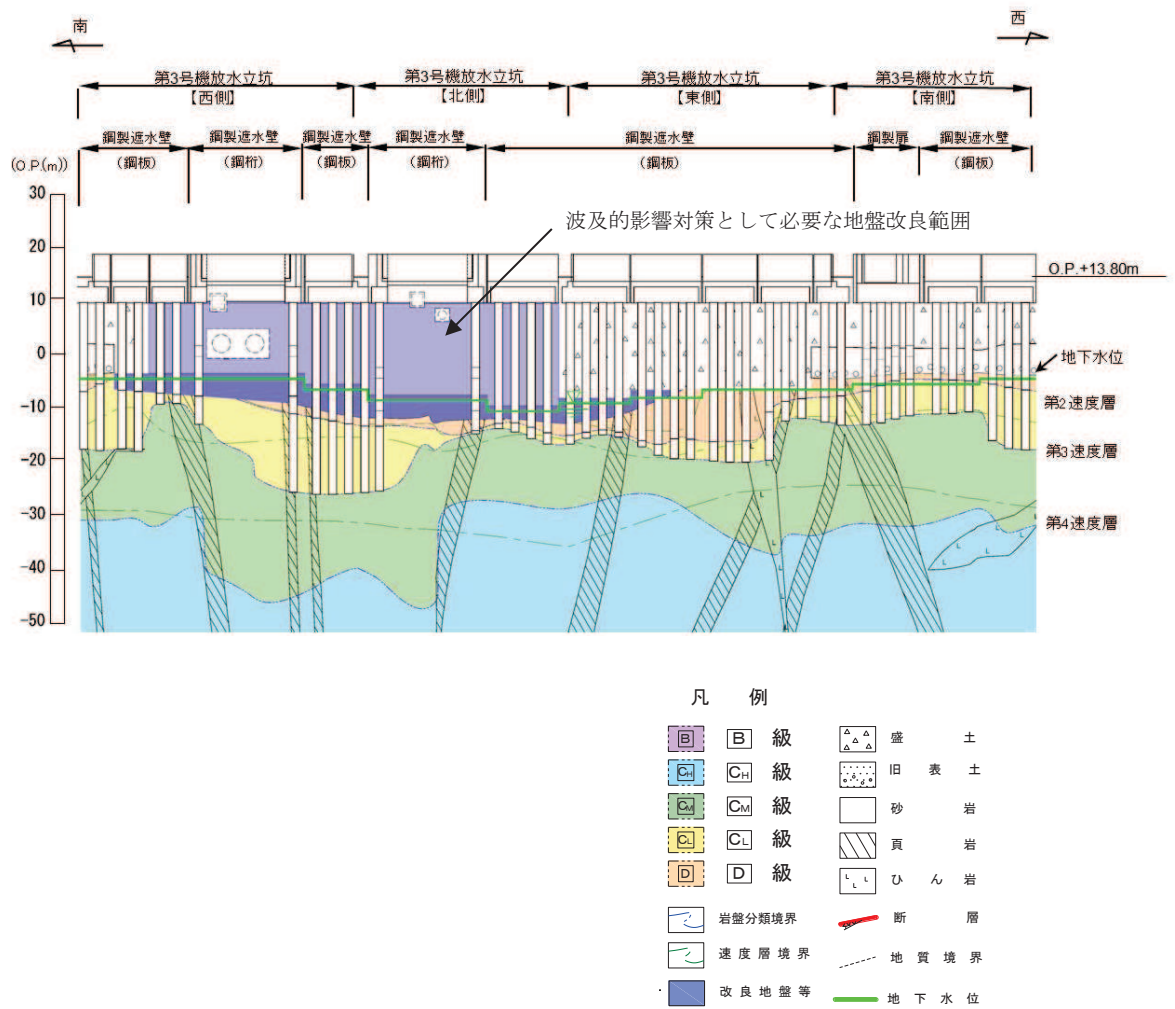 南
西
第3号機放水立坑
【西側】
第3号機放水立坑
【北側】
第3号機放水立坑
【東側】
第3号機放水立坑
【南側】
鋼製遮水壁
(鋼板)
鋼製遮水壁
(鋼桁)
鋼製遮水壁
(鋼板)
鋼製遮水壁
(鋼桁)
鋼製遮水壁
(鋼板)
鋼製扉
鋼製遮水壁
(鋼板)
(O.P.(m))
30
20
10
0
-10
-20
-30
-40
-50
波及的影響対策として必要な地盤改良範囲
O.P.+13.80m
地下水位
第2速度層
第3速度層
第4速度層
凡 例
B B 級
CH CH 級
CM CM 級
CL CL 級
D D 級
岩盤分類境界
速度層境界
改良地盤等
盛土
旧表土
砂岩
頁岩
ひん岩
断層
地質境界
地下水位